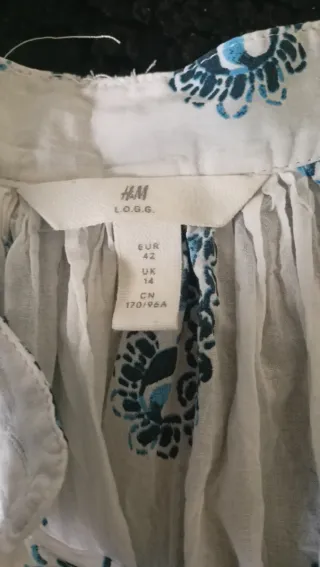 H&M
L.O.G.G.
EUR
42
UK
14
CN
170/96A